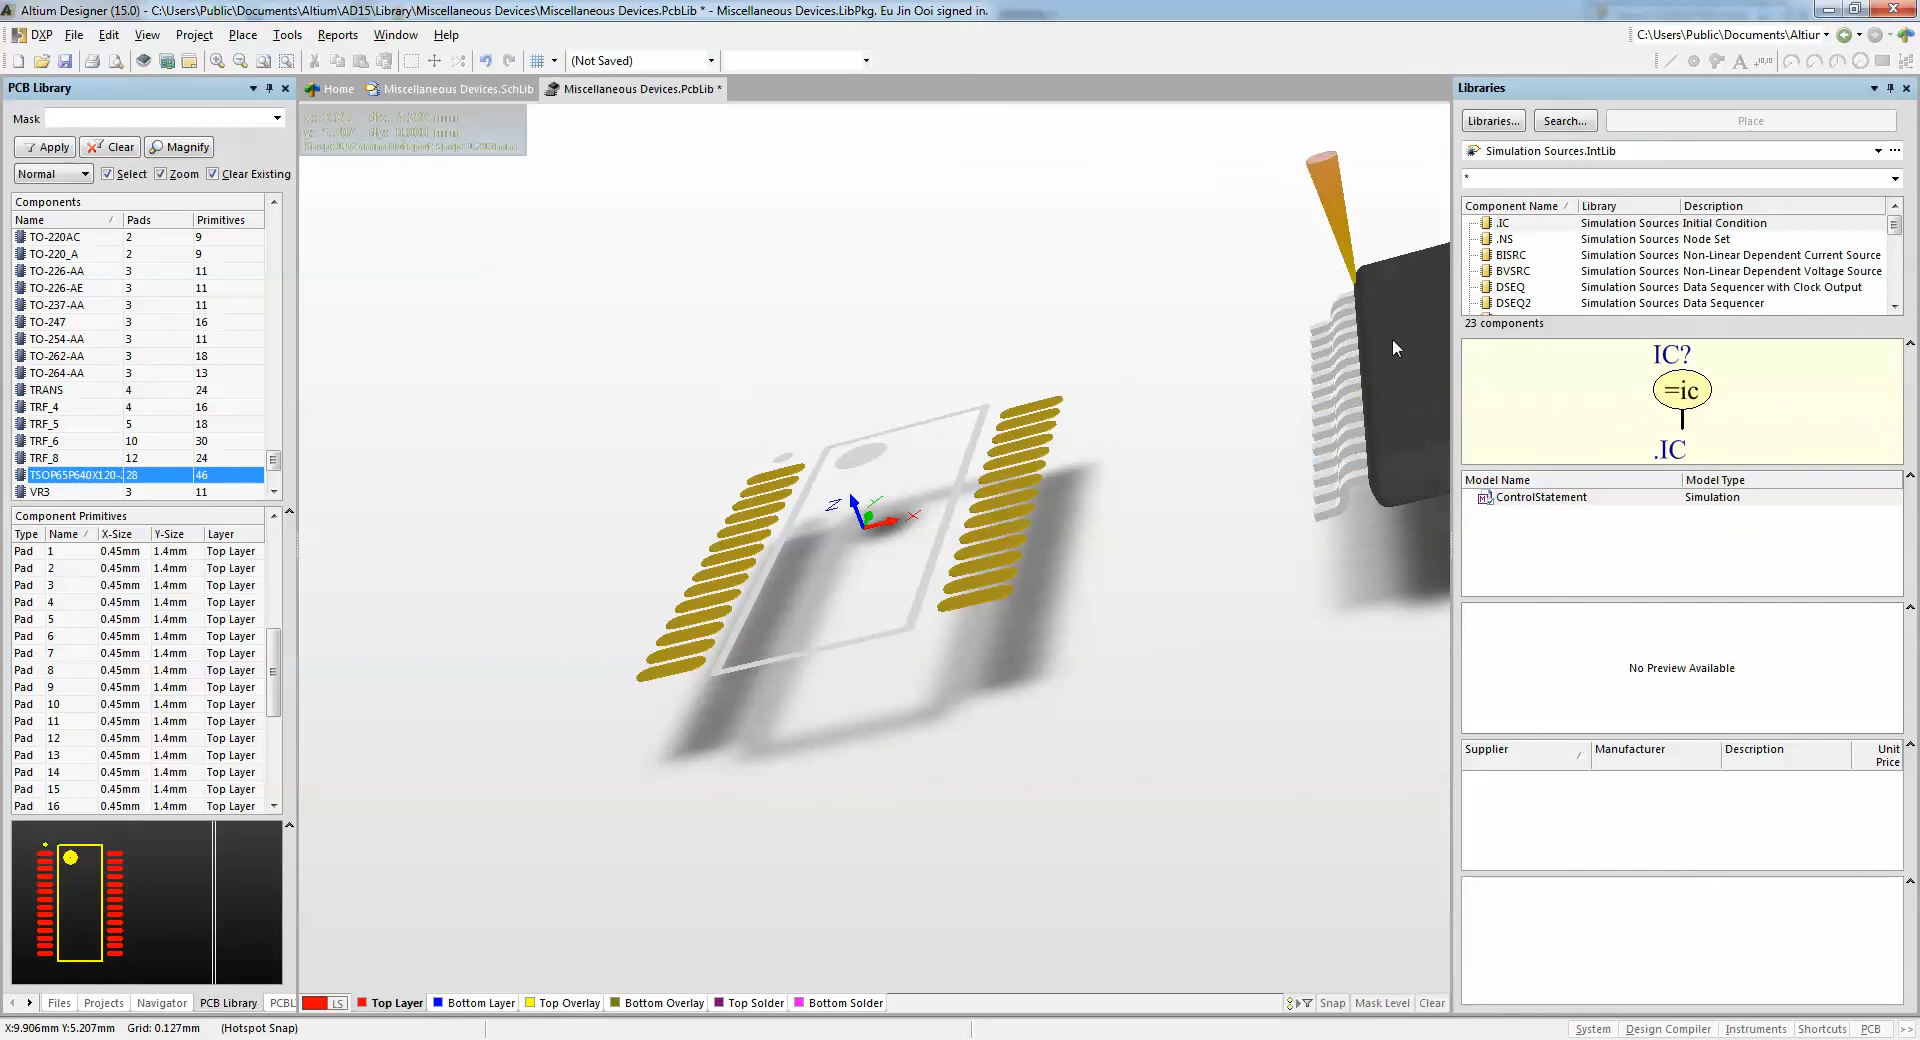 Altium Designer (15.0) - C:\Users\Public\Documents\Altium\AD15\Library\Miscellaneous Devices\Miscellaneous Devices.PcbLib * - Miscellaneous Devices.LibPkg. Eu Jin Ooi signed in.
DXP File Edit View Project Place Tools Reports Window Help
C:\Users\Public\Documents\Altiur
(Not Saved)
PCB Library
Home Miscellaneous Devices.SchLib Miscellaneous Devices.PcbLib *
Libraries
Mask
Apply Clear Magnify
Normal Select Zoom Clear Existing
Components
Name Pads Primitives
TO-220AC 2 9
TO-220_A 2 9
TO-226-AA 3 11
TO-226-AE 3 11
TO-237-AA 3 11
TO-247 3 16
TO-254-AA 3 11
TO-262-AA 3 18
TO-264-AA 3 13
TRANS 4 24
TRF_4 4 16
TRF_5 5 18
TRF_6 10 30
TRF_8 12 24
TSOP65P640X120-. 28 46
VR3 3 11
Component Primitives
Type Name X-Size Y-Size Layer
Pad 1 0.45mm 1.4mm Top Layer
Pad 2 0.45mm 1.4mm Top Layer
Pad 3 0.45mm 1.4mm Top Layer
Pad 4 0.45mm 1.4mm Top Layer
Pad 5 0.45mm 1.4mm Top Layer
Pad 6 0.45mm 1.4mm Top Layer
Pad 7 0.45mm 1.4mm Top Layer
Pad 8 0.45mm 1.4mm Top Layer
Pad 9 0.45mm 1.4mm Top Layer
Pad 10 0.45mm 1.4mm Top Layer
Pad 11 0.45mm 1.4mm Top Layer
Pad 12 0.45mm 1.4mm Top Layer
Pad 13 0.45mm 1.4mm Top Layer
Pad 14 0.45mm 1.4mm Top Layer
Pad 15 0.45mm 1.4mm Top Layer
Pad 16 0.45mm 1.4mm Top Layer
Files Projects Navigator PCB Library PCBL
Z Y X
LS Top Layer Bottom Layer Top Overlay Bottom Overlay Top Solder Bottom Solder
Snap Mask Level Clear
Libraries... Search... Place
Simulation Sources.IntLib
*
Component Name Library Description
.IC Simulation Sources Initial Condition
.NS Simulation Sources Node Set
BISRC Simulation Sources Non-Linear Dependent Current Source
BVSRC Simulation Sources Non-Linear Dependent Voltage Source
DSEQ Simulation Sources Data Sequencer with Clock Output
DSEQ2 Simulation Sources Data Sequencer
23 components
IC?
=ic
.IC
Model Name Model Type
ControlStatement Simulation
No Preview Available
Supplier Manufacturer Description Unit Price
X:9.906mm Y:5.207mm Grid: 0.127mm (Hotspot Snap)
System Design Compiler Instruments Shortcuts PCB >>